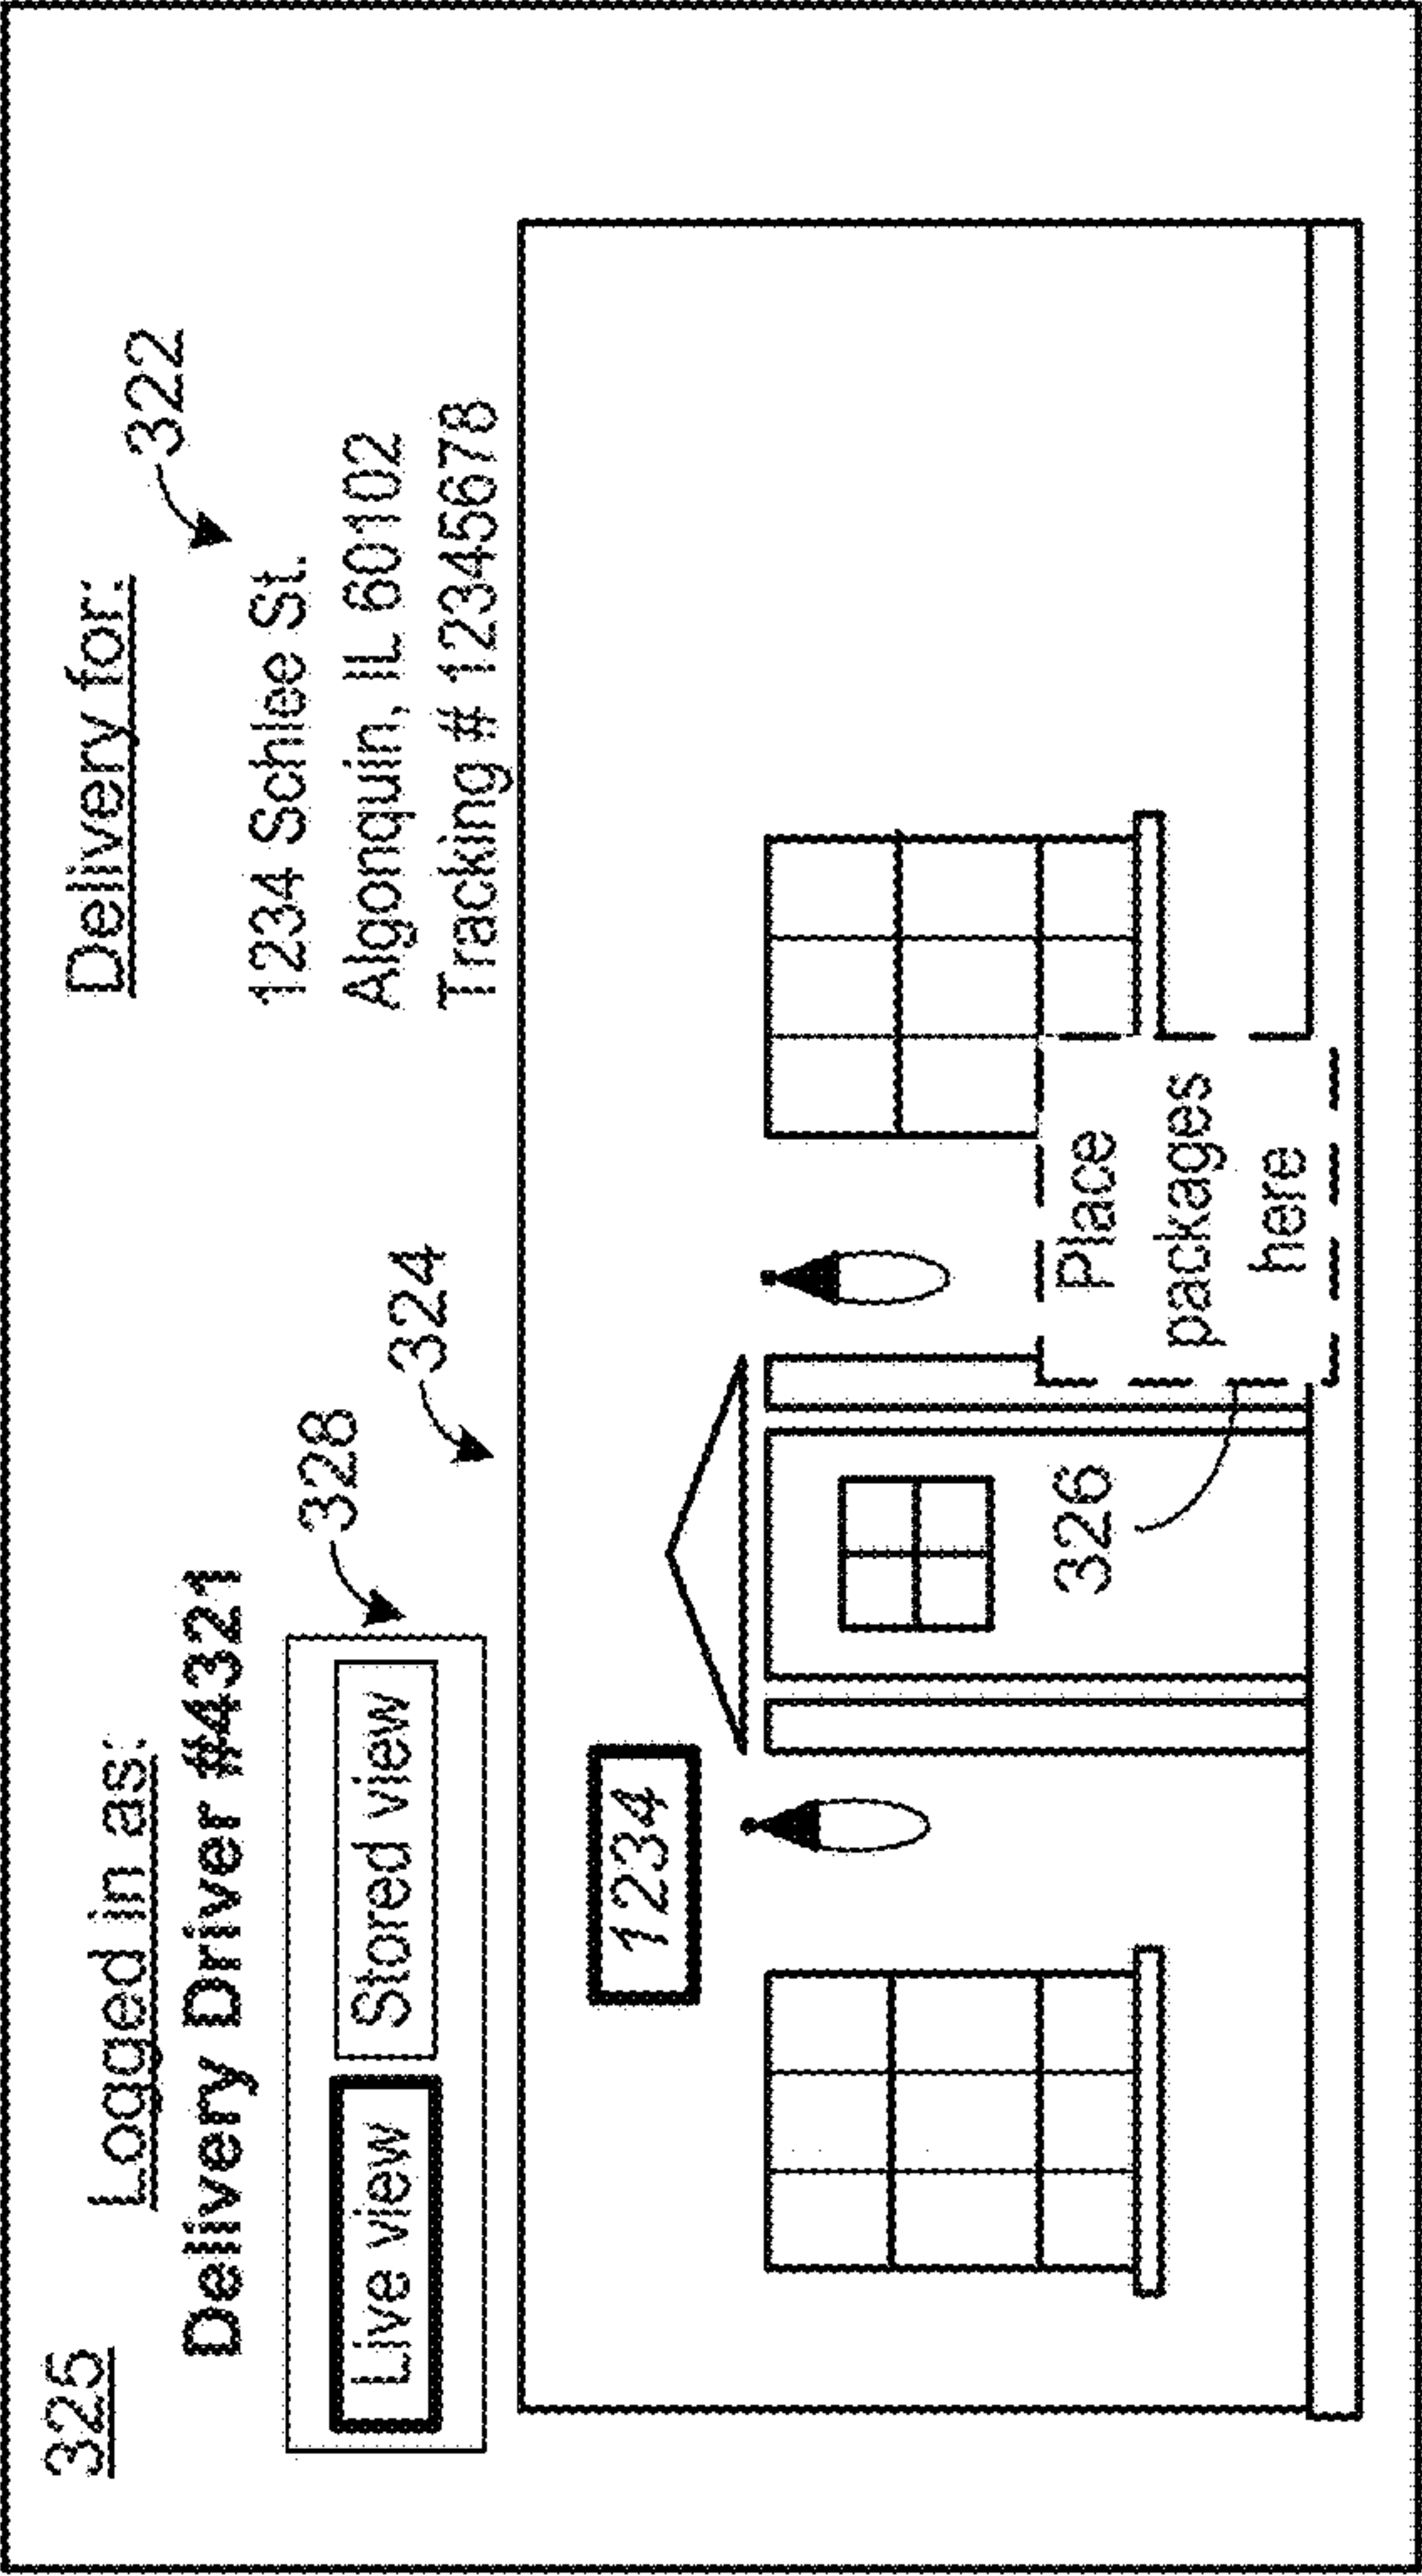 325
Logged in as:
Delivery Driver #4321
Delivery for:
322
1234 Schlee St.
Algonquin, IL 60102
Tracking # 12345678
328
Live view
Stored view
324
1234
326
Place
packages
here